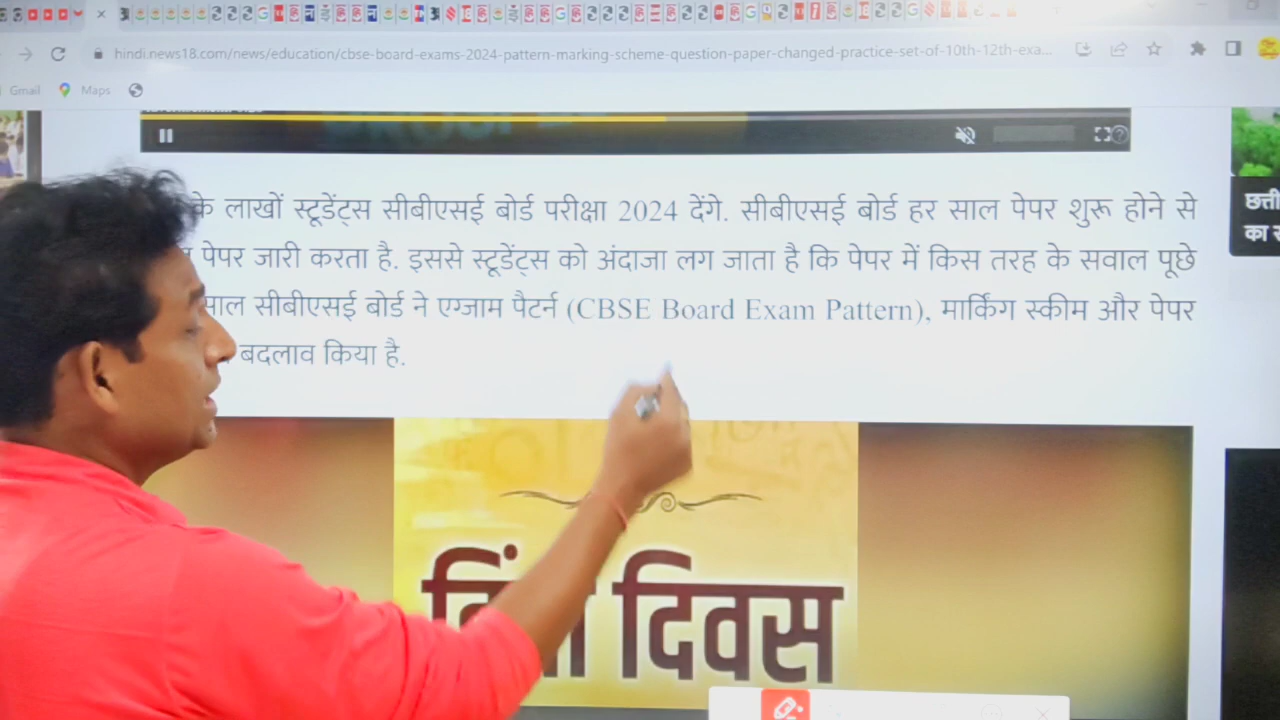 hindi.news18.com/news/education/cbse-board-exams-2024-pattern-marking-scheme-question-paper-changed-practice-set-of-10th-12th-exa...
Gmail Maps
के लाखों स्टूडेंट्स सीबीएसई बोर्ड परीक्षा 2024 देंगे. सीबीएसई बोर्ड हर साल पेपर शुरू होने से
पेपर जारी करता है. इससे स्टूडेंट्स को अंदाजा लग जाता है कि पेपर में किस तरह के सवाल पूछे
साल सीबीएसई बोर्ड ने एग्जाम पैटर्न (CBSE Board Exam Pattern), मार्किंग स्कीम और पेपर
बदलाव किया है.
छत्ती
का
दिवस